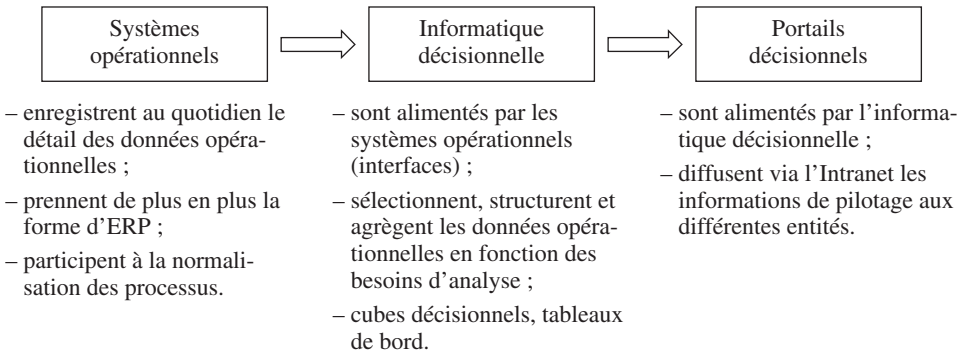 Systèmes
opérationnels
Informatique
décisionnelle
Portails
décisionnels
– enregistrent au quotidien le
détail des données opéra-
tionnelles ;
– prennent de plus en plus la
forme d'ERP ;
– participent à la normali-
sation des processus.
– sont alimentés par les
systèmes opérationnels
(interfaces) ;
– sélectionnent, structurent et
agrègent les données opéra-
tionnelles en fonction des
besoins d'analyse ;
– cubes décisionnels, tableaux
de bord.
– sont alimentés par l'informa-
tique décisionnelle ;
– diffusent via l'Intranet les
informations de pilotage aux
différentes entités.